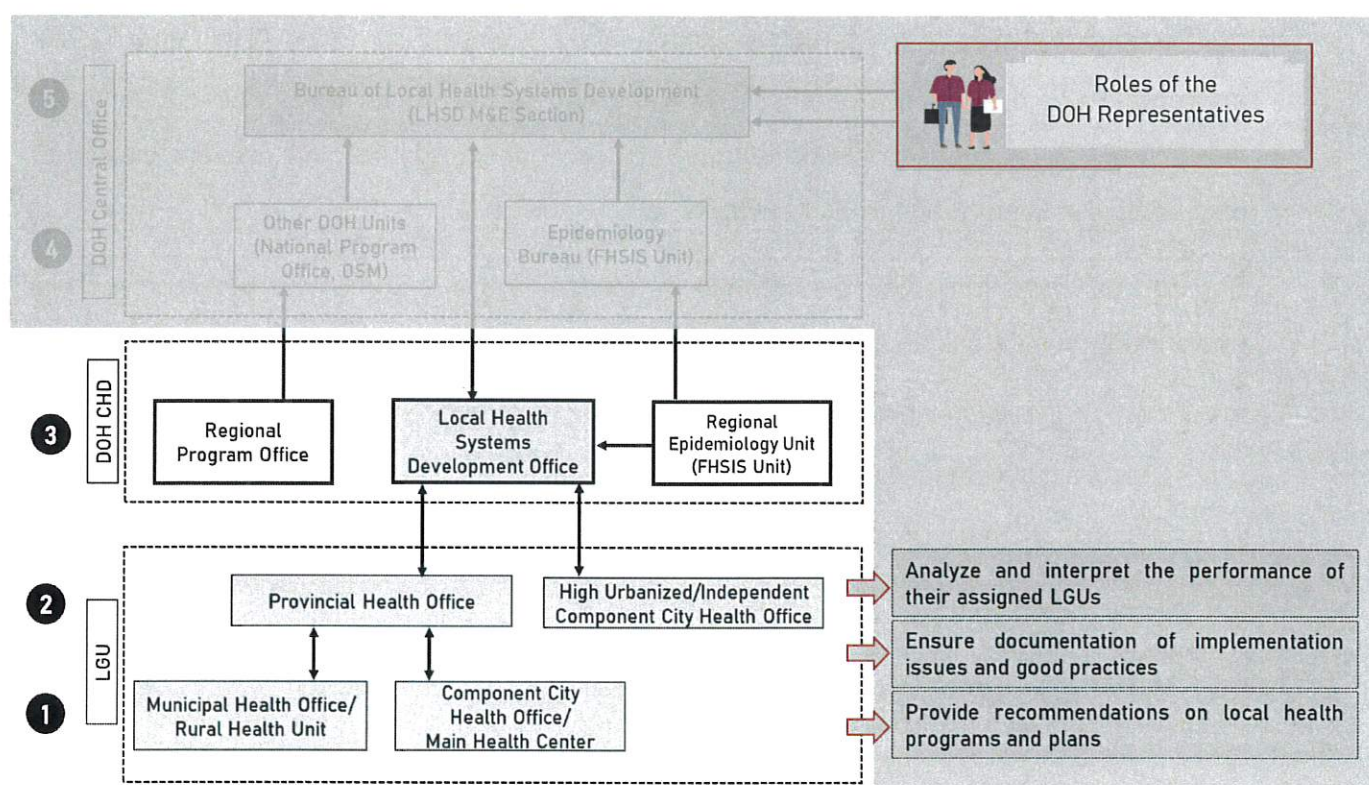 5
DOH Central Office
Bureau of Local Health Systems Development
(LHSD M&E Section)
Roles of the
DOH Representatives
4
Other DOH Units
(National Program
Office, OSM)
Epidemiology
Bureau (FHSIS Unit)
3
DOH CHD
Regional
Program Office
Local Health
Systems
Development Office
Regional
Epidemiology Unit
(FHSIS Unit)
2
LGU
Provincial Health Office
High Urbanized/Independent
Component City Health Office
1
Municipal Health Office/
Rural Health Unit
Component City
Health Office/
Main Health Center
Analyze and interpret the performance of
their assigned LGUs
Ensure documentation of implementation
issues and good practices
Provide recommendations on local health
programs and plans